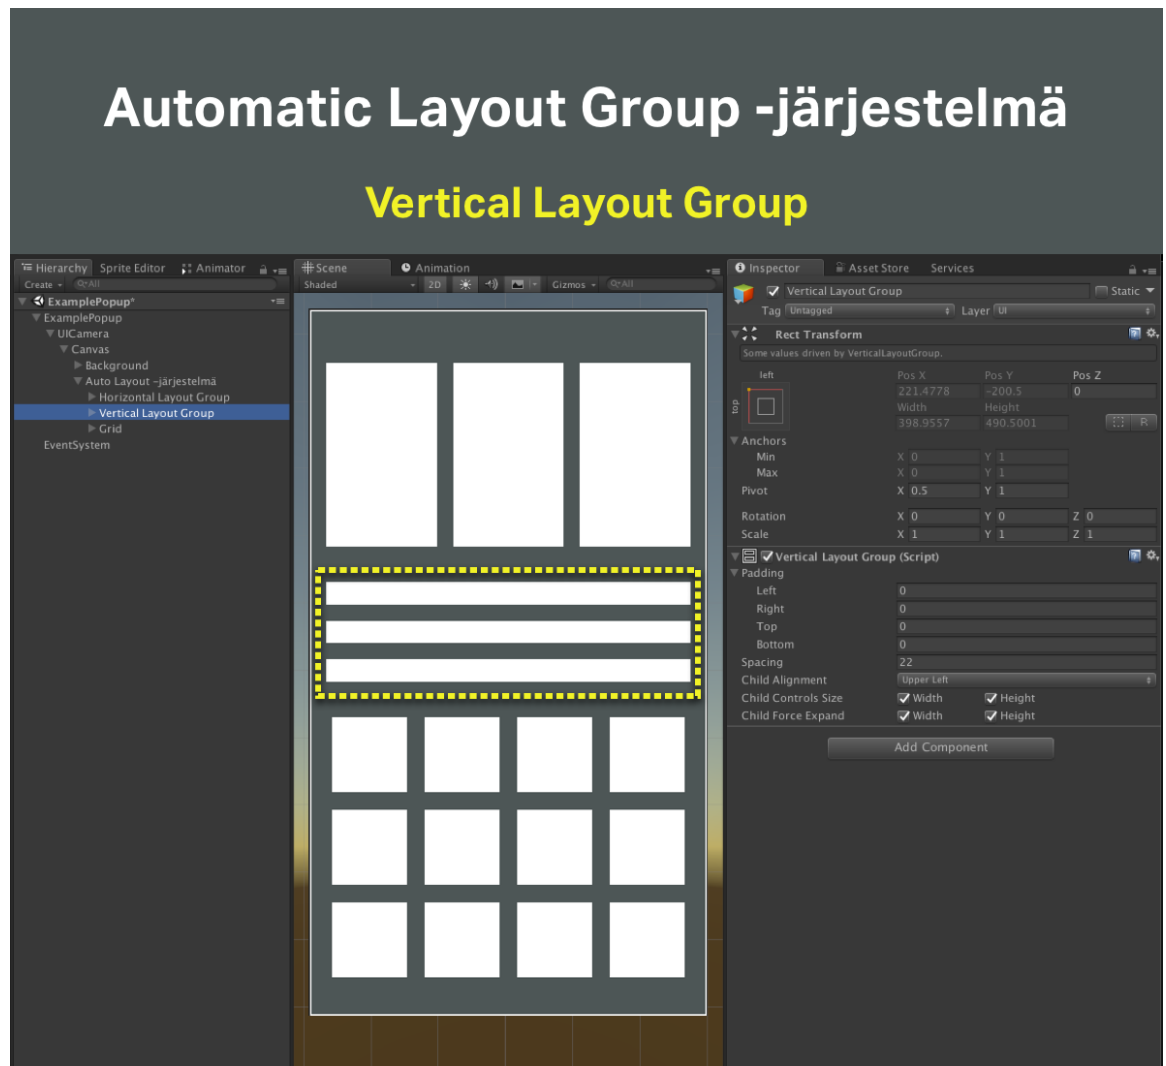 Automatic Layout Group -järjestelmä
Vertical Layout Group
Hierarchy Sprite Editor Animator
Create All
ExamplePopup*
ExamplePopup
UICamera
Canvas
Background
Auto Layout -järjestelmä
Horizontal Layout Group
Vertical Layout Group
Grid
EventSystem
Scene Animation
Shaded 2D Gizmos All
Inspector Asset Store Services
Vertical Layout Group Static
Tag Untagged Layer UI
Rect Transform
Some values driven by VerticalLayoutGroup.
left Pos X Pos Y Pos Z
221.4778 -200.5 0
top
Width Height
398.9557 490.5001 R
Anchors
Min X 0 Y 1
Max X 0 Y 1
Pivot X 0.5 Y 1
Rotation X 0 Y 0 Z 0
Scale X 1 Y 1 Z 1
Vertical Layout Group (Script)
Padding
Left 0
Right 0
Top 0
Bottom 0
Spacing 22
Child Alignment Upper Left
Child Controls Size Width Height
Child Force Expand Width Height
Add Component